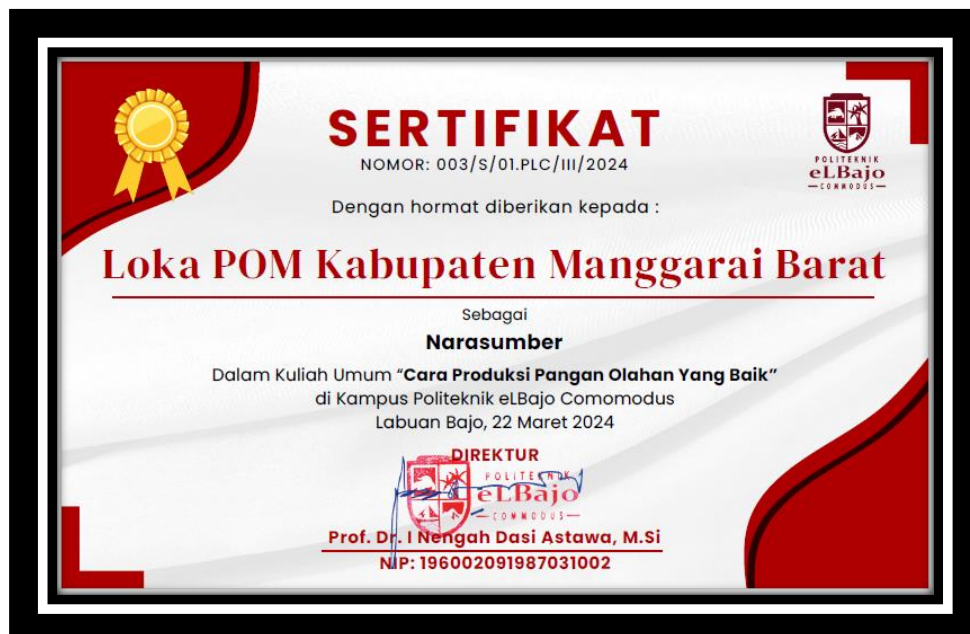 SERTIFIKAT
NOMOR: 003/S/01.PLC/III/2024
POLITEKNIK
eLBajo
COMMODUS
Dengan hormat diberikan kepada :
Loka POM Kabupaten Manggarai Barat
Sebagai
Narasumber
Dalam Kuliah Umum “Cara Produksi Pangan Olahan Yang Baik”
di Kampus Politeknik eLBajo Comomodus
Labuan Bajo, 22 Maret 2024
DIREKTUR
POLITEKNIK
eLBajo
COMMODUS
Prof. Dr. I Nengah Dasi Astawa, M.Si
NIP: 196002091987031002